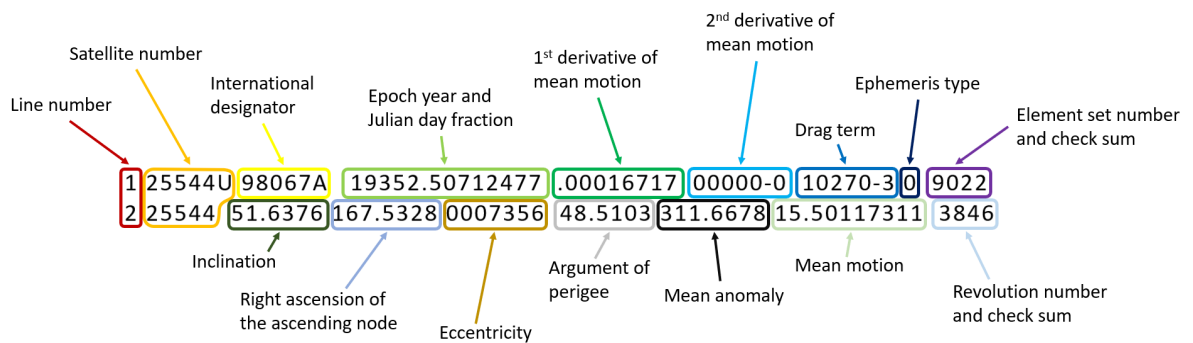 2nd derivative of
mean motion
Satellite number
1st derivative of
mean motion
International
designator
Ephemeris type
Line number
Epoch year and
Julian day fraction
Element set number
and check sum
Drag term
1 25544U 98067A 19352.50712477 .00016717 00000-0 10270-3 0 9022
2 25544 51.6376 167.5328 0007356 48.5103 311.6678 15.50117311 3846
Inclination
Argument of
perigee
Mean motion
Mean anomaly
Right ascension of
the ascending node
Revolution number
and check sum
Eccentricity